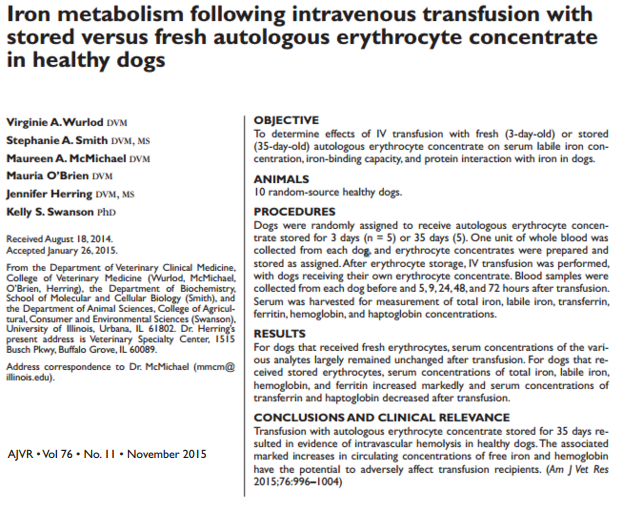 Iron metabolism following intravenous transfusion with
stored versus fresh autologous erythrocyte concentrate
in healthy dogs
Virginie A. Wurlod DVM
Stephanie A. Smith DVM, MS
Maureen A. McMichael DVM
Mauria O'Brien DVM
Jennifer Herring DVM, MS
Kelly S. Swanson PhD
Received August 18, 2014.
Accepted January 26, 2015.
From the Department of Veterinary Clinical Medicine,
College of Veterinary Medicine (Wurlod, McMichael,
O'Brien, Herring), the Department of Biochemistry,
School of Molecular and Cellular Biology (Smith), and
the Department of Animal Sciences, College of Agricul-
tural, Consumer and Environmental Sciences (Swanson),
University of Illinois, Urbana, IL 61802. Dr. Herring's
present address is Veterinary Specialty Center, 1515
Busch Pkwy, Buffalo Grove, IL 60089.
Address correspondence to Dr. McMichael (mmcm@
illinois.edu).
AJVR • Vol 76 • No. 11 • November 2015
OBJECTIVE
To determine effects of IV transfusion with fresh (3-day-old) or stored
(35-day-old) autologous erythrocyte concentrate on serum labile iron con-
centration, iron-binding capacity, and protein interaction with iron in dogs.
ANIMALS
10 random-source healthy dogs.
PROCEDURES
Dogs were randomly assigned to receive autologous erythrocyte concen-
trate stored for 3 days (n = 5) or 35 days (5). One unit of whole blood was
collected from each dog, and erythrocyte concentrates were prepared and
stored as assigned. After erythrocyte storage, IV transfusion was performed,
with dogs receiving their own erythrocyte concentrate. Blood samples were
collected from each dog before and 5, 9, 24, 48, and 72 hours after transfusion.
Serum was harvested for measurement of total iron, labile iron, transferrin,
ferritin, hemoglobin, and haptoglobin concentrations.
RESULTS
For dogs that received fresh erythrocytes, serum concentrations of the vari-
ous analytes largely remained unchanged after transfusion. For dogs that re-
ceived stored erythrocytes, serum concentrations of total iron, labile iron,
hemoglobin, and ferritin increased markedly and serum concentrations of
transferrin and haptoglobin decreased after transfusion.
CONCLUSIONS AND CLINICAL RELEVANCE
Transfusion with autologous erythrocyte concentrate stored for 35 days re-
sulted in evidence of intravascular hemolysis in healthy dogs. The associated
marked increases in circulating concentrations of free iron and hemoglobin
have the potential to adversely affect transfusion recipients. (Am J Vet Res
2015;76:996–1004)